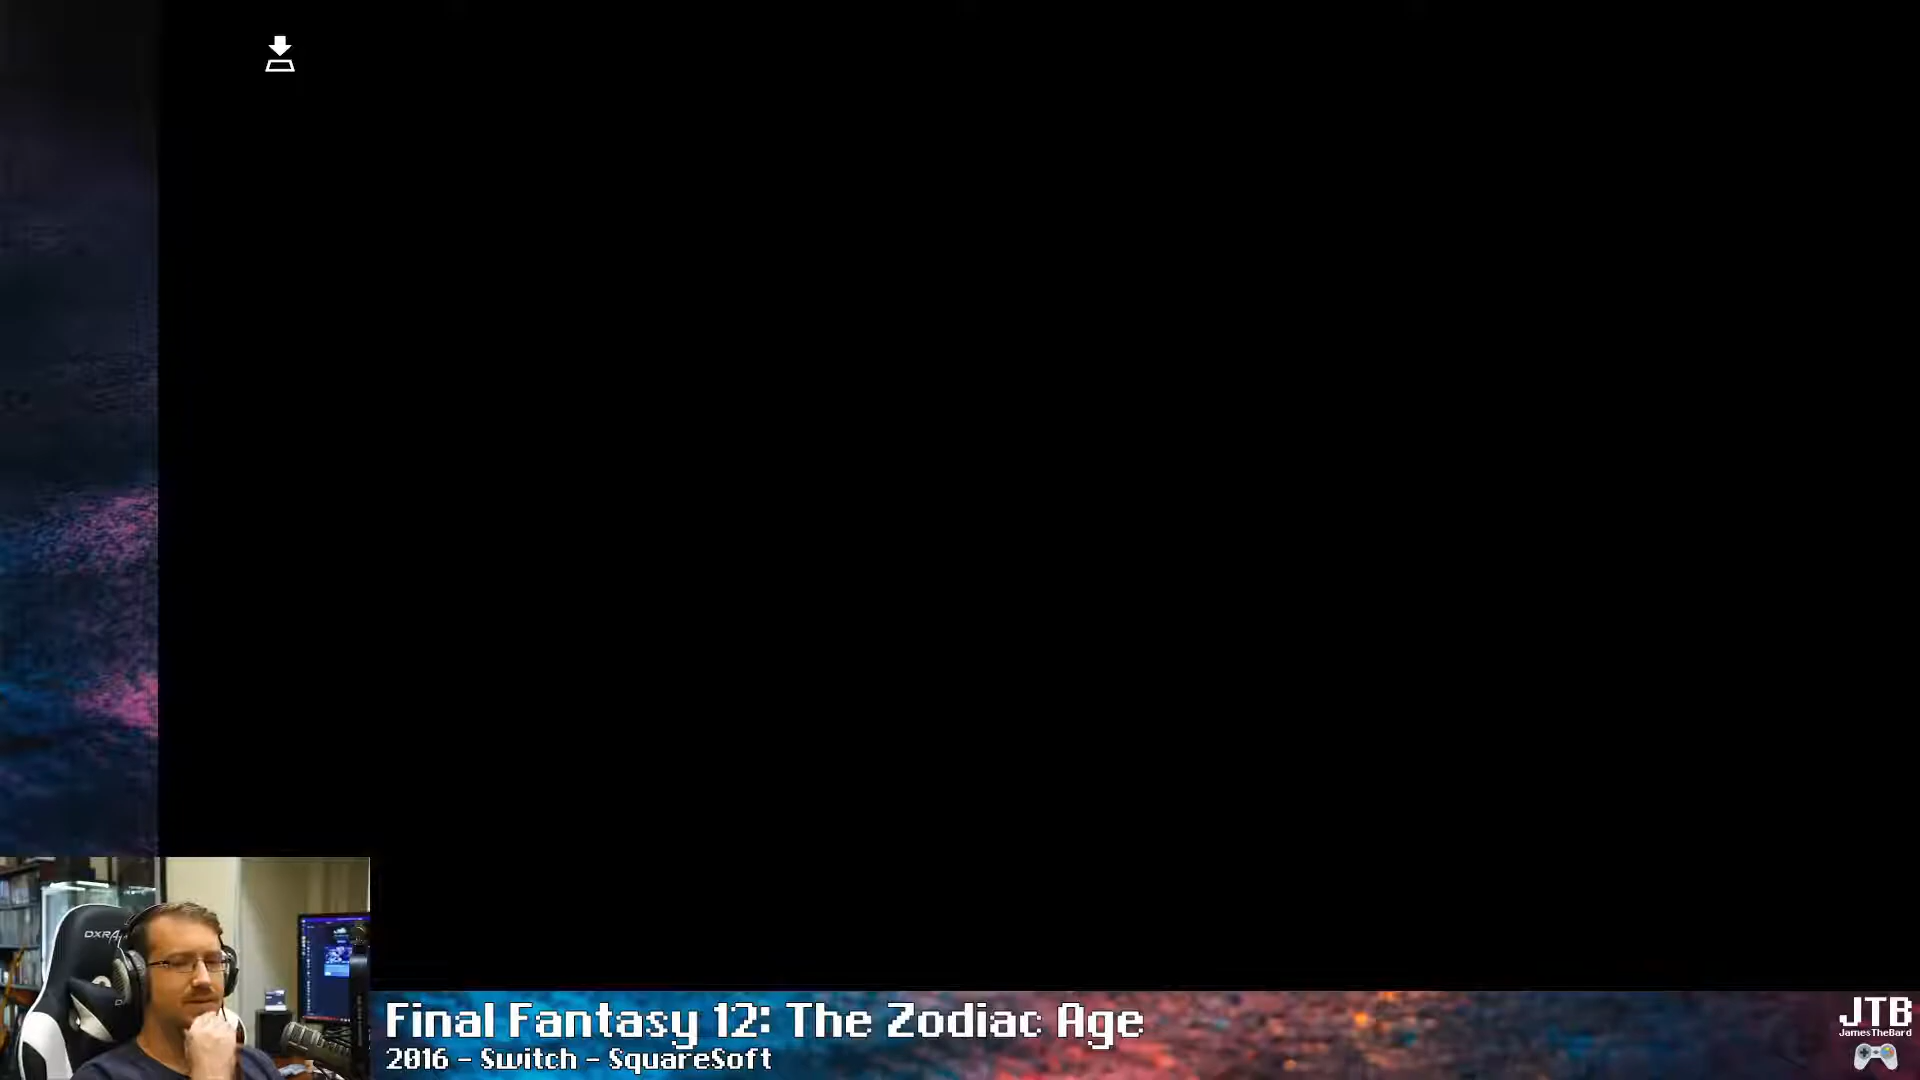 Final Fantasy 12: The Zodiac Age
2016 - Switch - SquareSoft
JTB
JamesTheBard